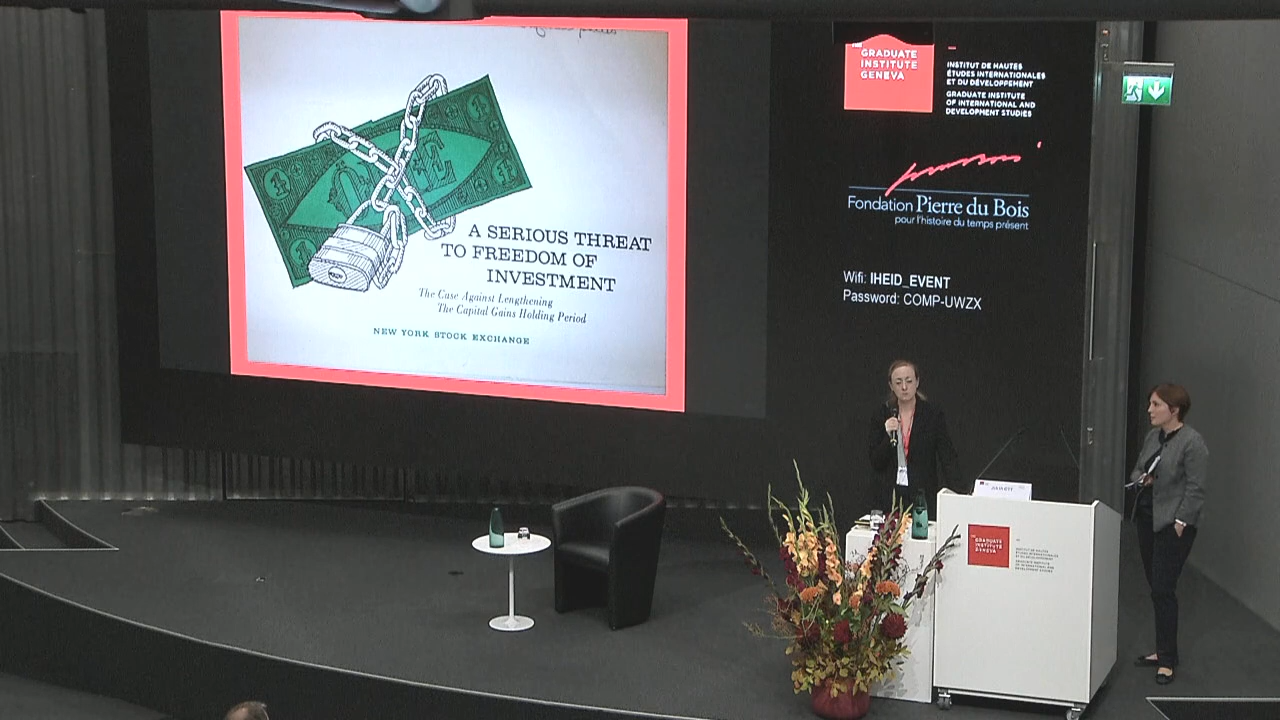 A SERIOUS THREAT
TO FREEDOM OF
INVESTMENT
The Case Against Lengthening
The Capital Gains Holding Period
NEW YORK STOCK EXCHANGE
THE
GRADUATE
INSTITUTE
GENEVA
INSTITUT DE HAUTES
ÉTUDES INTERNATIONALES
ET DU DÉVELOPPEMENT
GRADUATE INSTITUTE
OF INTERNATIONAL AND
DEVELOPMENT STUDIES
Fondation Pierre du Bois
pour l'histoire du temps présent
Wifi: IHEID_EVENT
Password: COMP-UWZX
GRADUATE
INSTITUTE
GENEVA